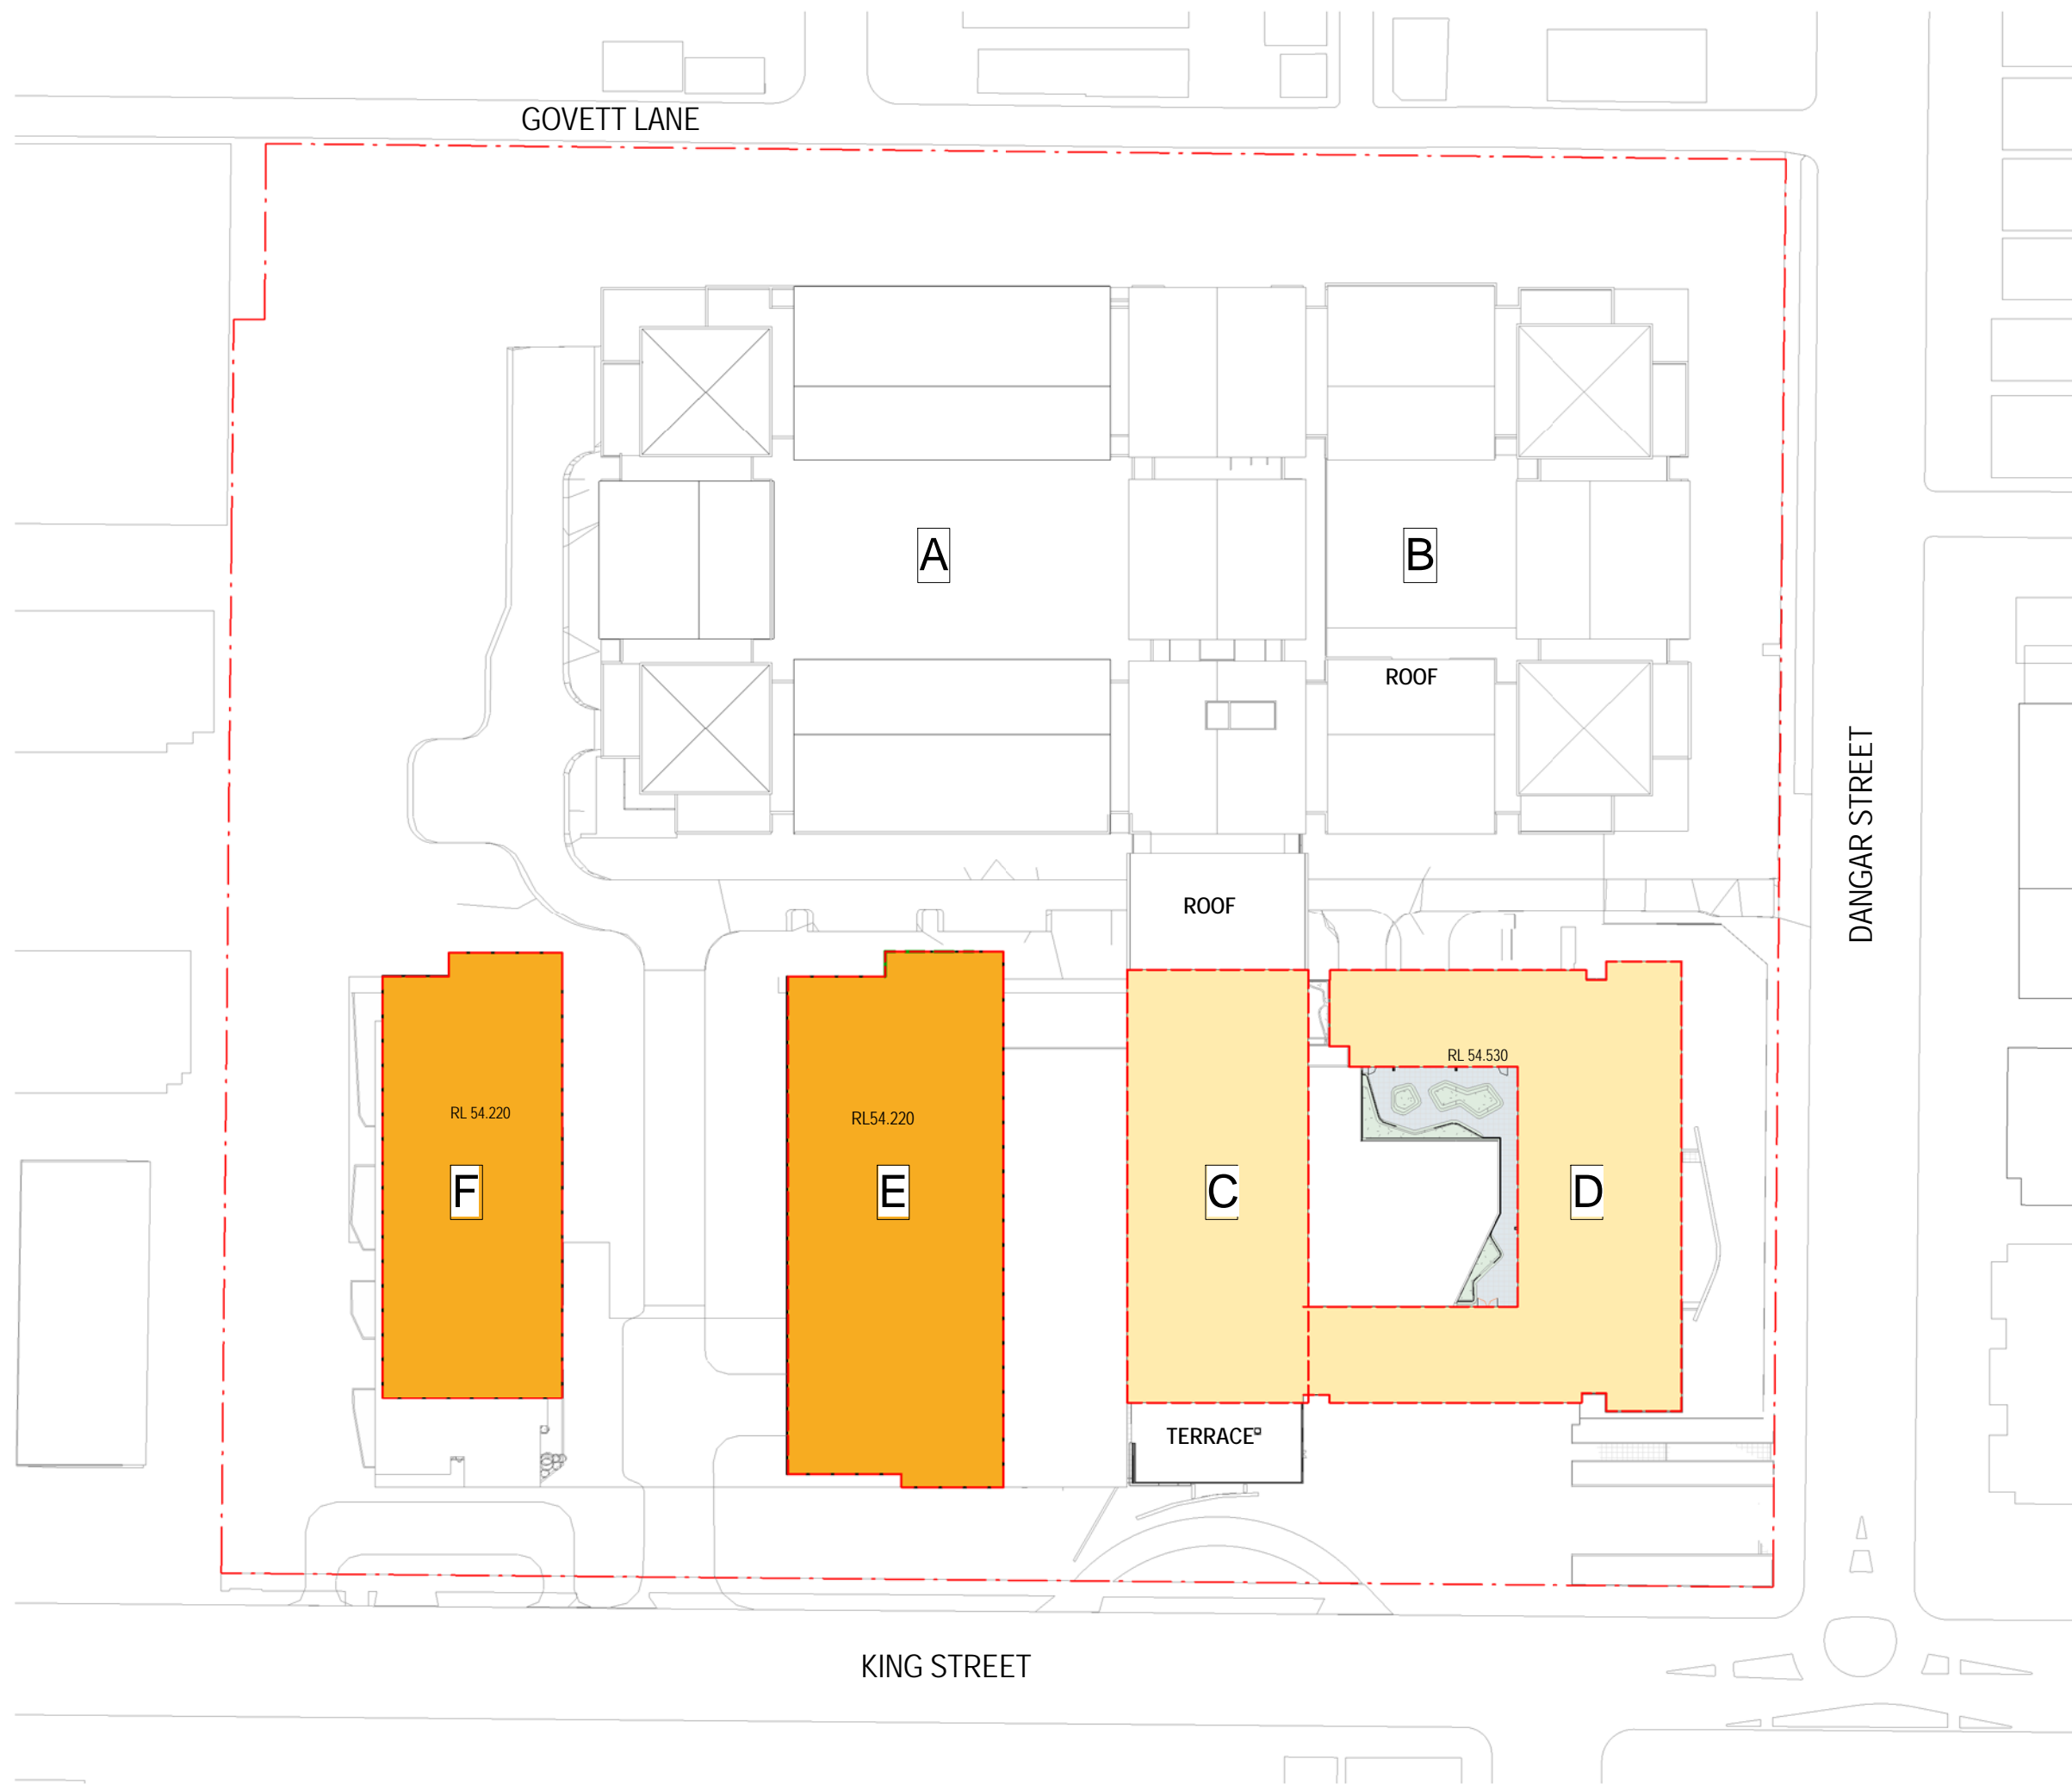 GOVETT LANE
A
B
ROOF
DANGAR STREET
ROOF
RL 54.530
RL 54.220
RL54.220
F
E
C
D
TERRACE
KING STREET